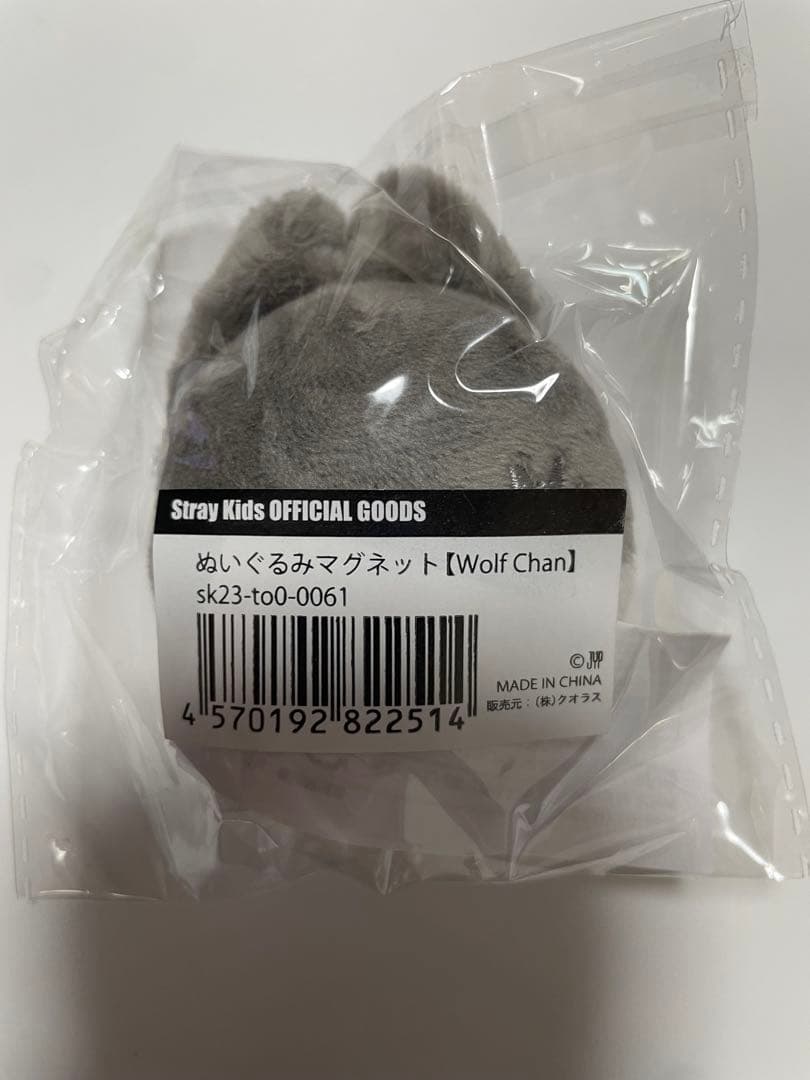 Stray Kids OFFICIAL GOODS
ぬいぐるみマグネット【Wolf Chan】
sk23-to0-0061
4 570192 822514
© JYP
MADE IN CHINA
販売元：(株)クオラス